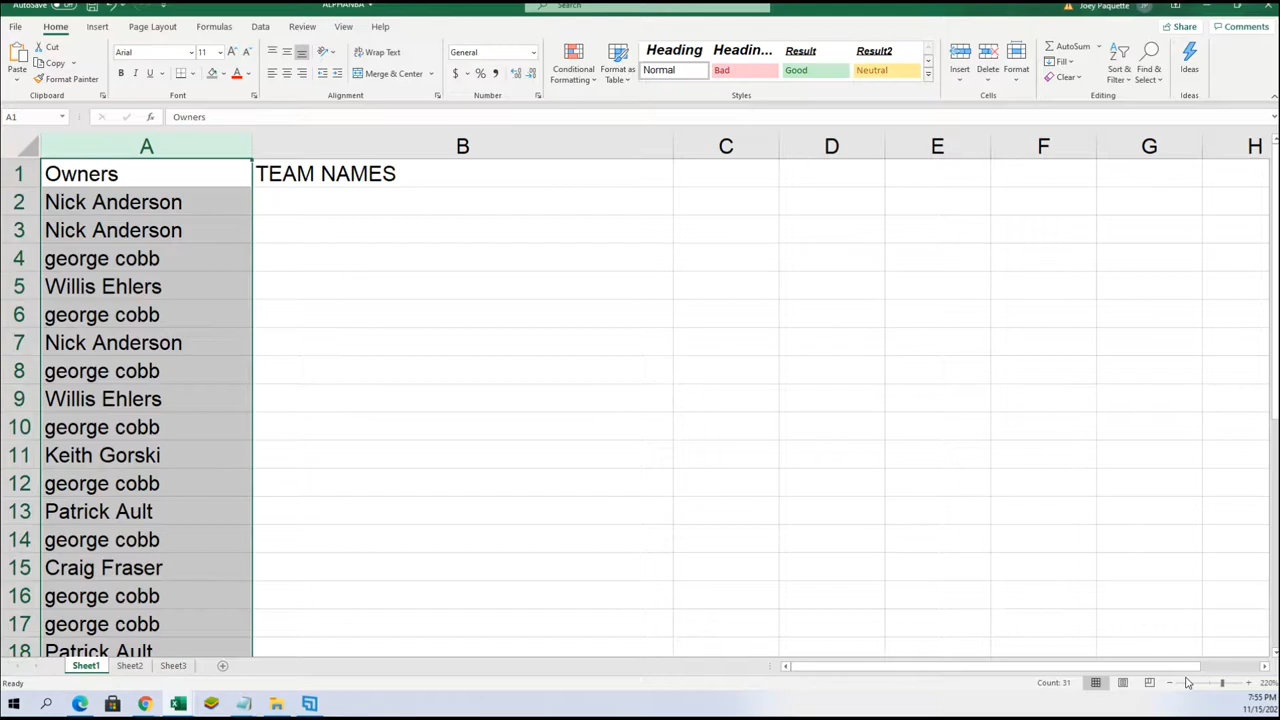 AutoSave Off ALPHANBA Search Joey Paquette JP
File Home Insert Page Layout Formulas Data Review View Help Share Comments
Paste Cut Copy Format Painter Clipboard
Arial 11 A A B I U A Font
Wrap Text Merge & Center Alignment
General $ % Number
Conditional Formatting Format as Table
Heading Headin... Result Result2
Normal Bad Good Neutral Styles
Insert Delete Format Cells
AutoSum Fill Clear Sort & Filter Find & Select Editing
Ideas Ideas
A1 fx Owners
A B C D E F G H
1 Owners TEAM NAMES
2 Nick Anderson
3 Nick Anderson
4 george cobb
5 Willis Ehlers
6 george cobb
7 Nick Anderson
8 george cobb
9 Willis Ehlers
10 george cobb
11 Keith Gorski
12 george cobb
13 Patrick Ault
14 george cobb
15 Craig Fraser
16 george cobb
17 george cobb
18 Patrick Ault
Sheet1 Sheet2 Sheet3
Ready Count: 31 220%
7:55 PM
11/15/202